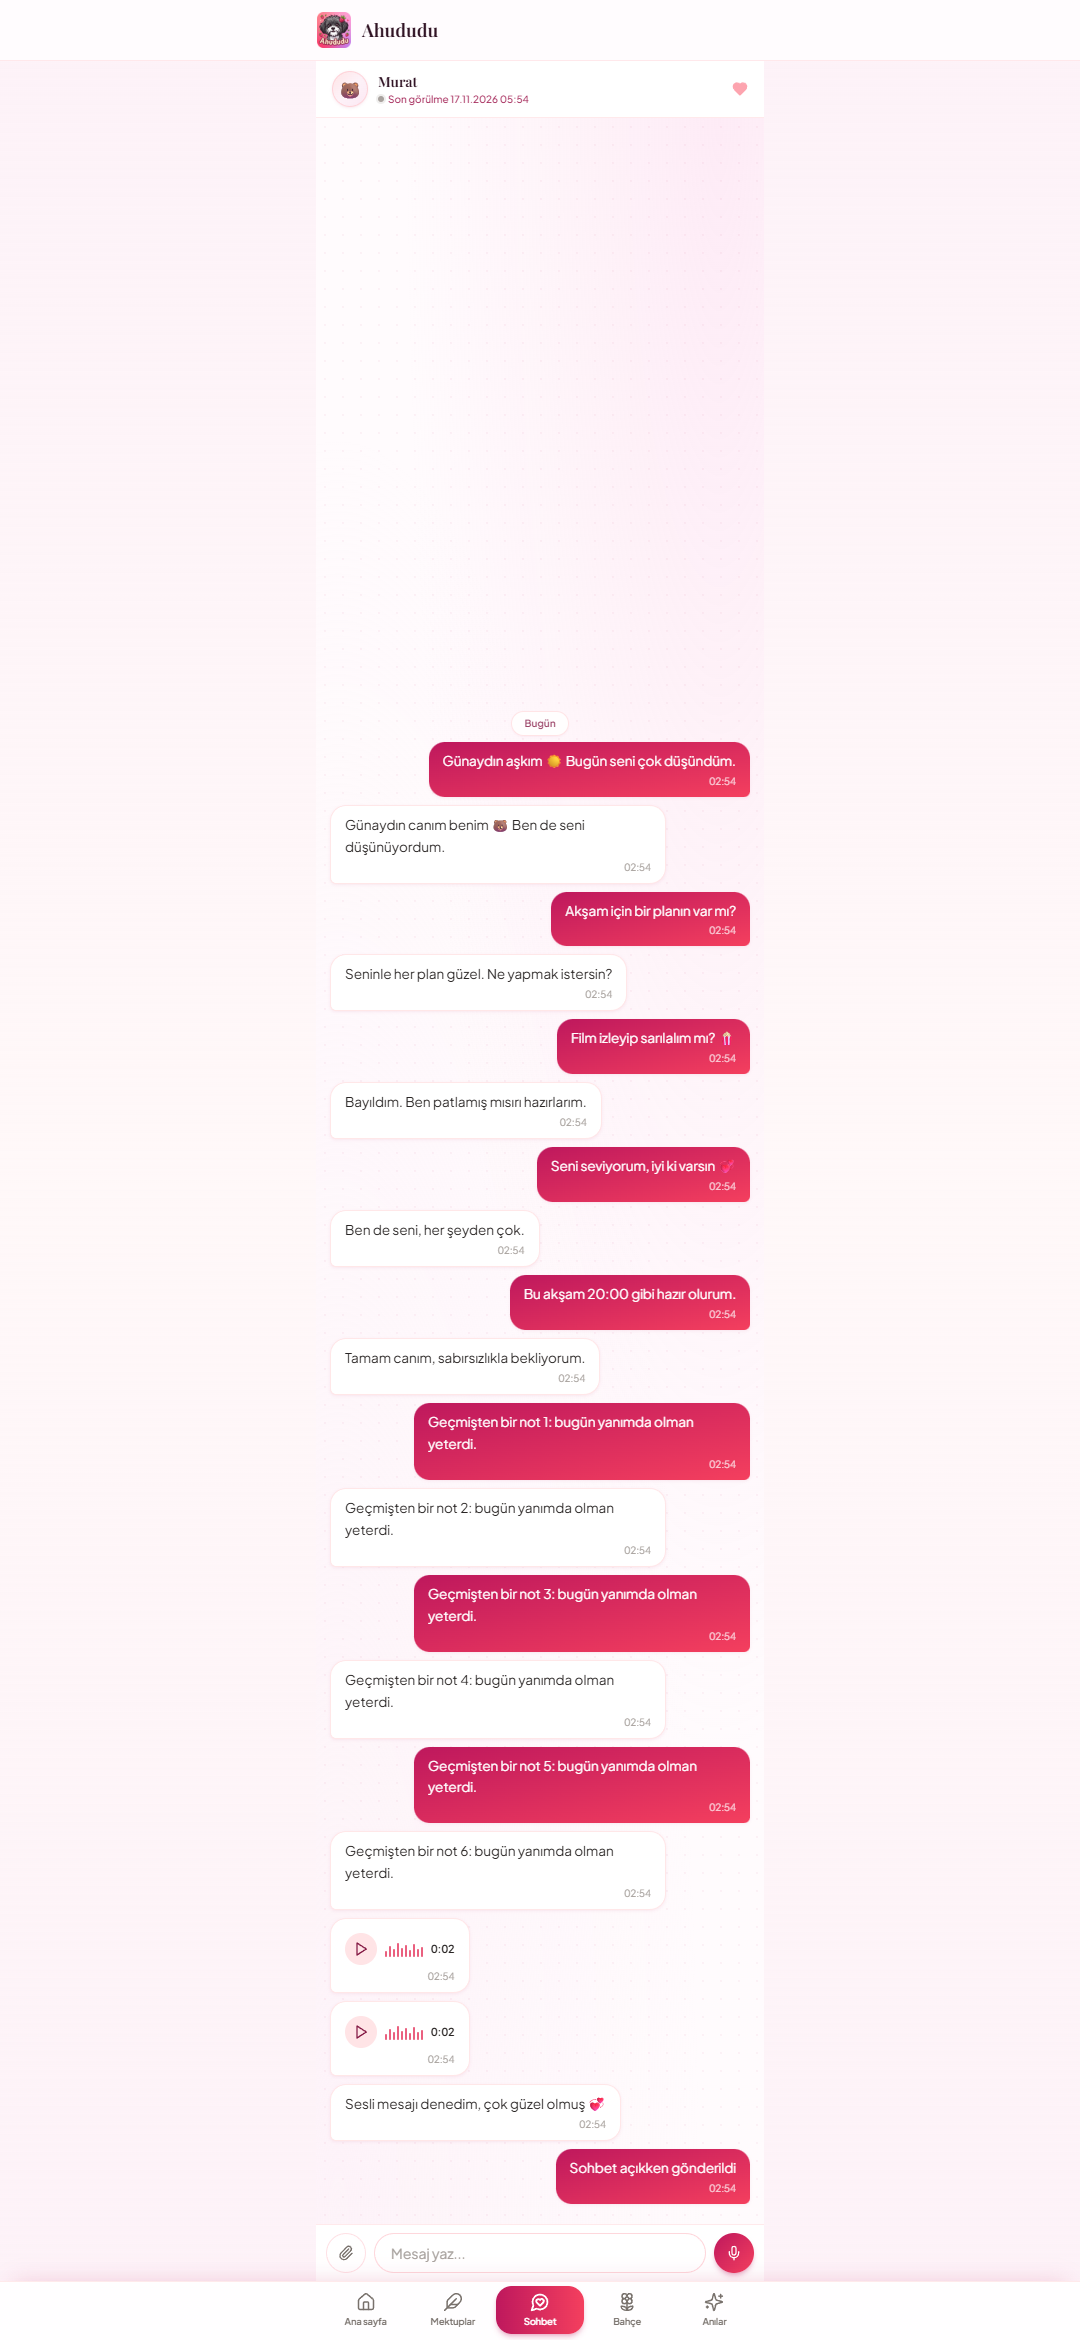 Ahududu
Ahududu
Murat
Son görülme 17.11.2026 05:54
Bugün
Günaydın aşkım 🌼 Bugün seni çok düşündüm.
02:54
Günaydın canım benim 🐻 Ben de seni
düşünüyordum.
02:54
Akşam için bir planın var mı?
02:54
Seninle her plan güzel. Ne yapmak istersin?
02:54
Film izleyip sarılalım mı?
02:54
Bayıldım. Ben patlamış mısırı hazırlarım.
02:54
Seni seviyorum, iyi ki varsın 💕
02:54
Ben de seni, her şeyden çok.
02:54
Bu akşam 20:00 gibi hazır olurum.
02:54
Tamam canım, sabırsızlıkla bekliyorum.
02:54
Geçmişten bir not 1: bugün yanımda olman
yeterdi.
02:54
Geçmişten bir not 2: bugün yanımda olman
yeterdi.
02:54
Geçmişten bir not 3: bugün yanımda olman
yeterdi.
02:54
Geçmişten bir not 4: bugün yanımda olman
yeterdi.
02:54
Geçmişten bir not 5: bugün yanımda olman
yeterdi.
02:54
Geçmişten bir not 6: bugün yanımda olman
yeterdi.
02:54
0:02
02:54
0:02
02:54
Sesli mesajı denedim, çok güzel olmuş 💞
02:54
Sohbet açıkken gönderildi
02:54
Mesaj yaz...
Ana sayfa
Mektuplar
Sohbet
Bahçe
Anılar